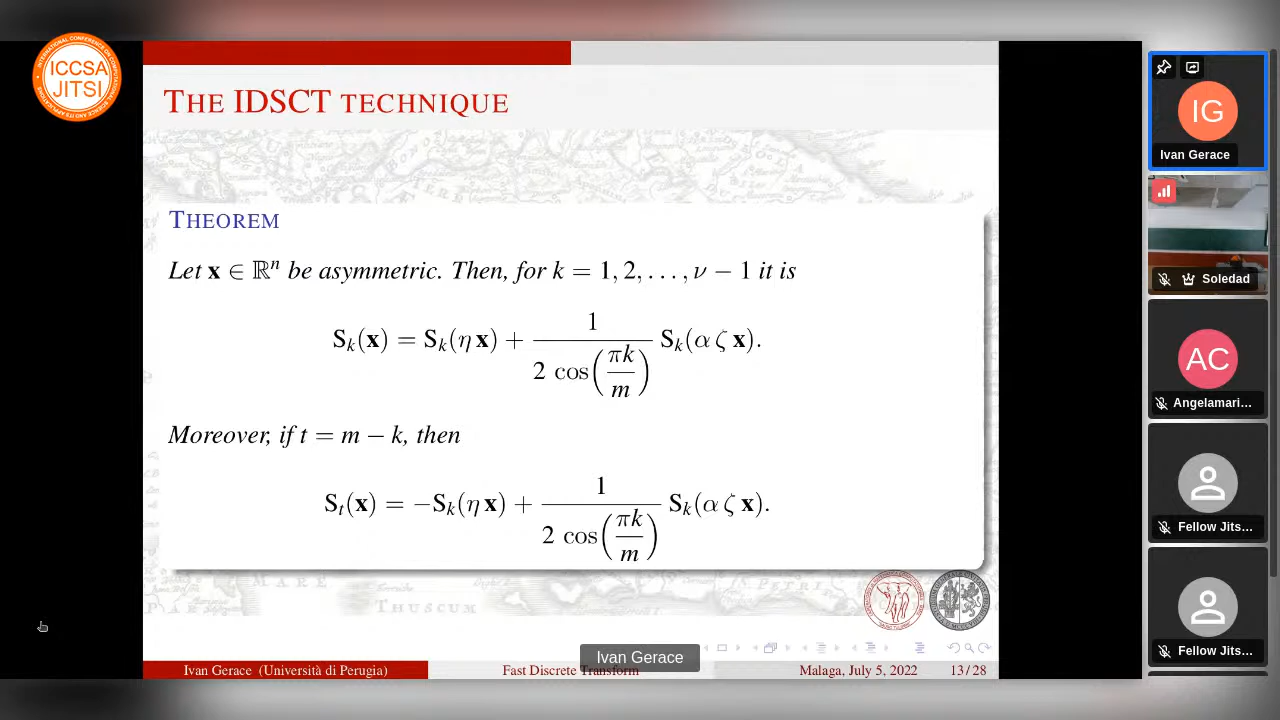 ICCSA
JITSI
THE IDSCT TECHNIQUE
THEOREM
Let x ∈ ℝⁿ be asymmetric. Then, for k = 1, 2, . . . , ν − 1 it is
Sₖ(x) = Sₖ(η x) + 1 / (2 cos(πk/m)) Sₖ(α ζ x).
Moreover, if t = m − k, then
Sₜ(x) = −Sₖ(η x) + 1 / (2 cos(πk/m)) Sₖ(α ζ x).
THUSCUM
Ivan Gerace (Università di Perugia)
Fast Discrete Transform
Malaga, July 5, 2022
13/28
Ivan Gerace
IG
Ivan Gerace
Soledad
AC
Angelamari...
Fellow Jits...
Fellow Jits...